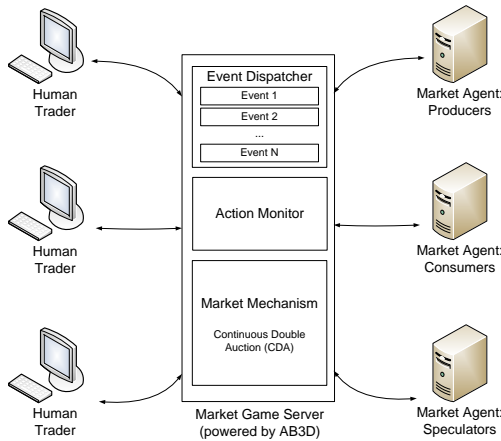 Human
Trader
Human
Trader
Human
Trader
Event Dispatcher
Event 1
Event 2
...
Event N
Action Monitor
Market Mechanism
Continuous Double
Auction (CDA)
Market Game Server
(powered by AB3D)
Market Agent:
Producers
Market Agent:
Consumers
Market Agent:
Speculators